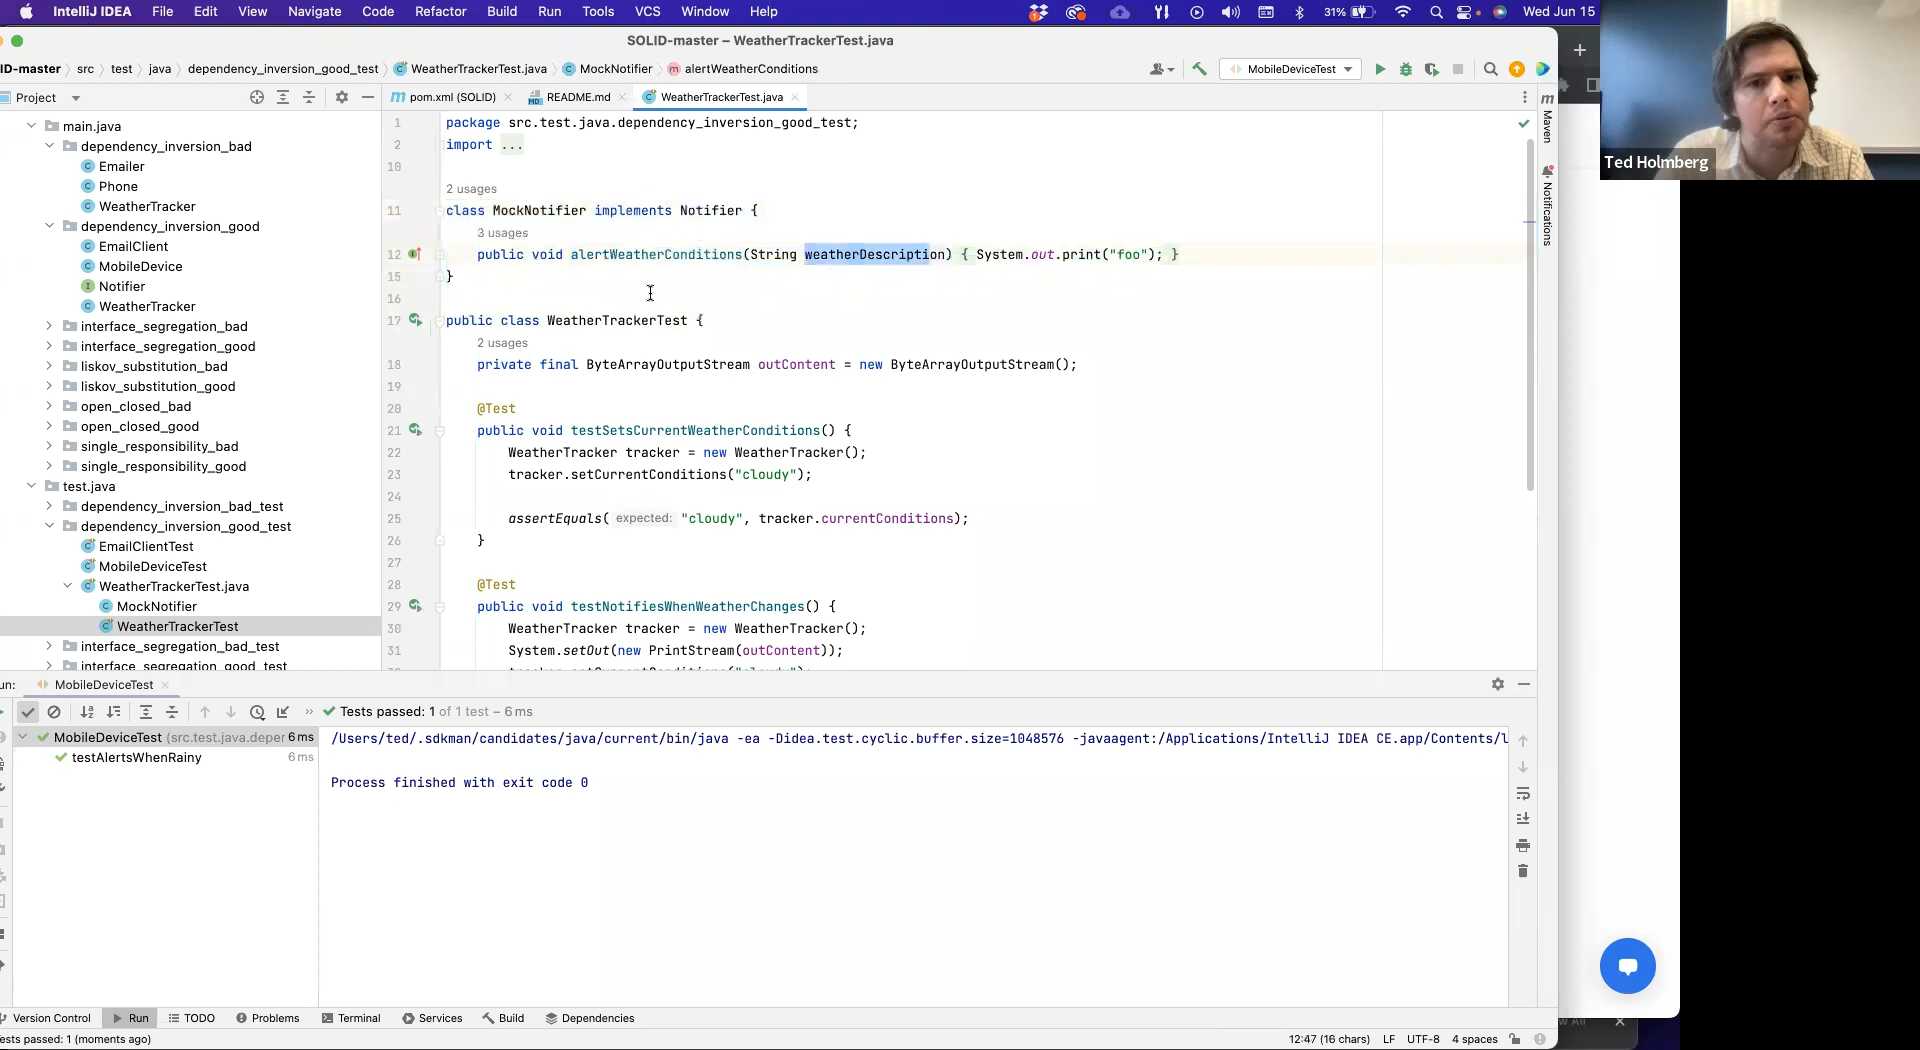 IntelliJ IDEA File Edit View Navigate Code Refactor Build Run Tools VCS Window Help 31% Wed Jun 15
SOLID-master – WeatherTrackerTest.java
ID-master src test java dependency_inversion_good_test WeatherTrackerTest.java MockNotifier alertWeatherConditions MobileDeviceTest
Project
pom.xml (SOLID) README.md WeatherTrackerTest.java
main.java
dependency_inversion_bad
Emailer
Phone
WeatherTracker
dependency_inversion_good
EmailClient
MobileDevice
Notifier
WeatherTracker
interface_segregation_bad
interface_segregation_good
liskov_substitution_bad
liskov_substitution_good
open_closed_bad
open_closed_good
single_responsibility_bad
single_responsibility_good
test.java
dependency_inversion_bad_test
dependency_inversion_good_test
EmailClientTest
MobileDeviceTest
WeatherTrackerTest.java
MockNotifier
WeatherTrackerTest
interface_segregation_bad_test
interface_segregation_good_test
1 package src.test.java.dependency_inversion_good_test;
2 import ...
10
2 usages
11 class MockNotifier implements Notifier {
3 usages
12 public void alertWeatherConditions(String weatherDescription) { System.out.print("foo"); }
15 }
16
17 public class WeatherTrackerTest {
2 usages
18 private final ByteArrayOutputStream outContent = new ByteArrayOutputStream();
19
20 @Test
21 public void testSetsCurrentWeatherConditions() {
22 WeatherTracker tracker = new WeatherTracker();
23 tracker.setCurrentConditions("cloudy");
24
25 assertEquals( expected: "cloudy", tracker.currentConditions);
26 }
27
28 @Test
29 public void testNotifiesWhenWeatherChanges() {
30 WeatherTracker tracker = new WeatherTracker();
31 System.setOut(new PrintStream(outContent));
Maven
Notifications
Ted Holmberg
un: MobileDeviceTest
Tests passed: 1 of 1 test – 6 ms
MobileDeviceTest (src.test.java.deper 6 ms
testAlertsWhenRainy 6 ms
/Users/ted/.sdkman/candidates/java/current/bin/java -ea -Didea.test.cyclic.buffer.size=1048576 -javaagent:/Applications/IntelliJ IDEA CE.app/Contents/l
Process finished with exit code 0
Version Control Run TODO Problems Terminal Services Build Dependencies
ests passed: 1 (moments ago) 12:47 (16 chars) LF UTF-8 4 spaces